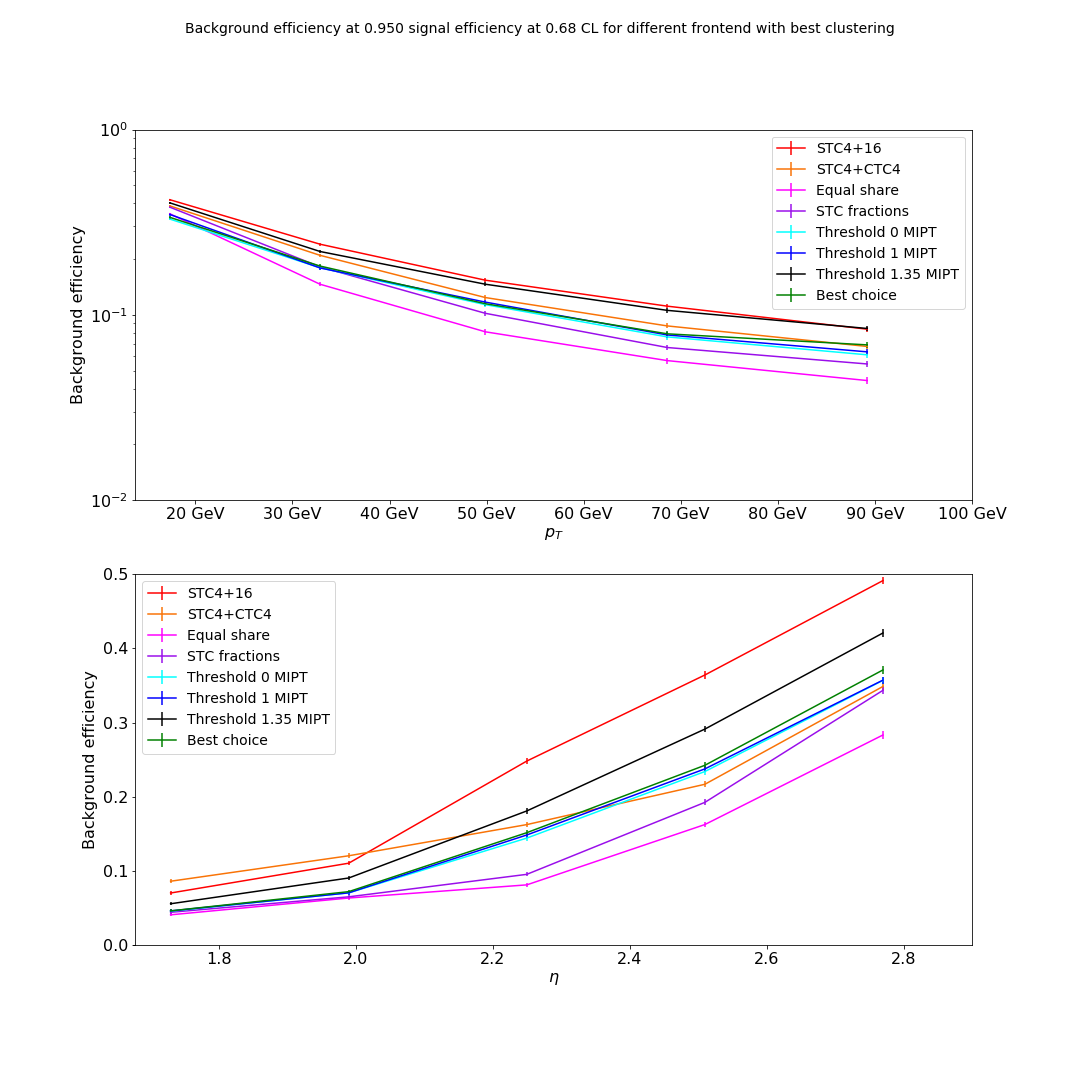 Background efficiency at 0.950 signal efficiency at 0.68 CL for different frontend with best clustering
10⁰
10⁻¹
10⁻²
Background efficiency
STC4+16
STC4+CTC4
Equal share
STC fractions
Threshold 0 MIPT
Threshold 1 MIPT
Threshold 1.35 MIPT
Best choice
20 GeV 30 GeV 40 GeV 50 GeV 60 GeV 70 GeV 80 GeV 90 GeV 100 GeV
p_T
0.5
0.4
0.3
0.2
0.1
0.0
Background efficiency
STC4+16
STC4+CTC4
Equal share
STC fractions
Threshold 0 MIPT
Threshold 1 MIPT
Threshold 1.35 MIPT
Best choice
1.8 2.0 2.2 2.4 2.6 2.8
η